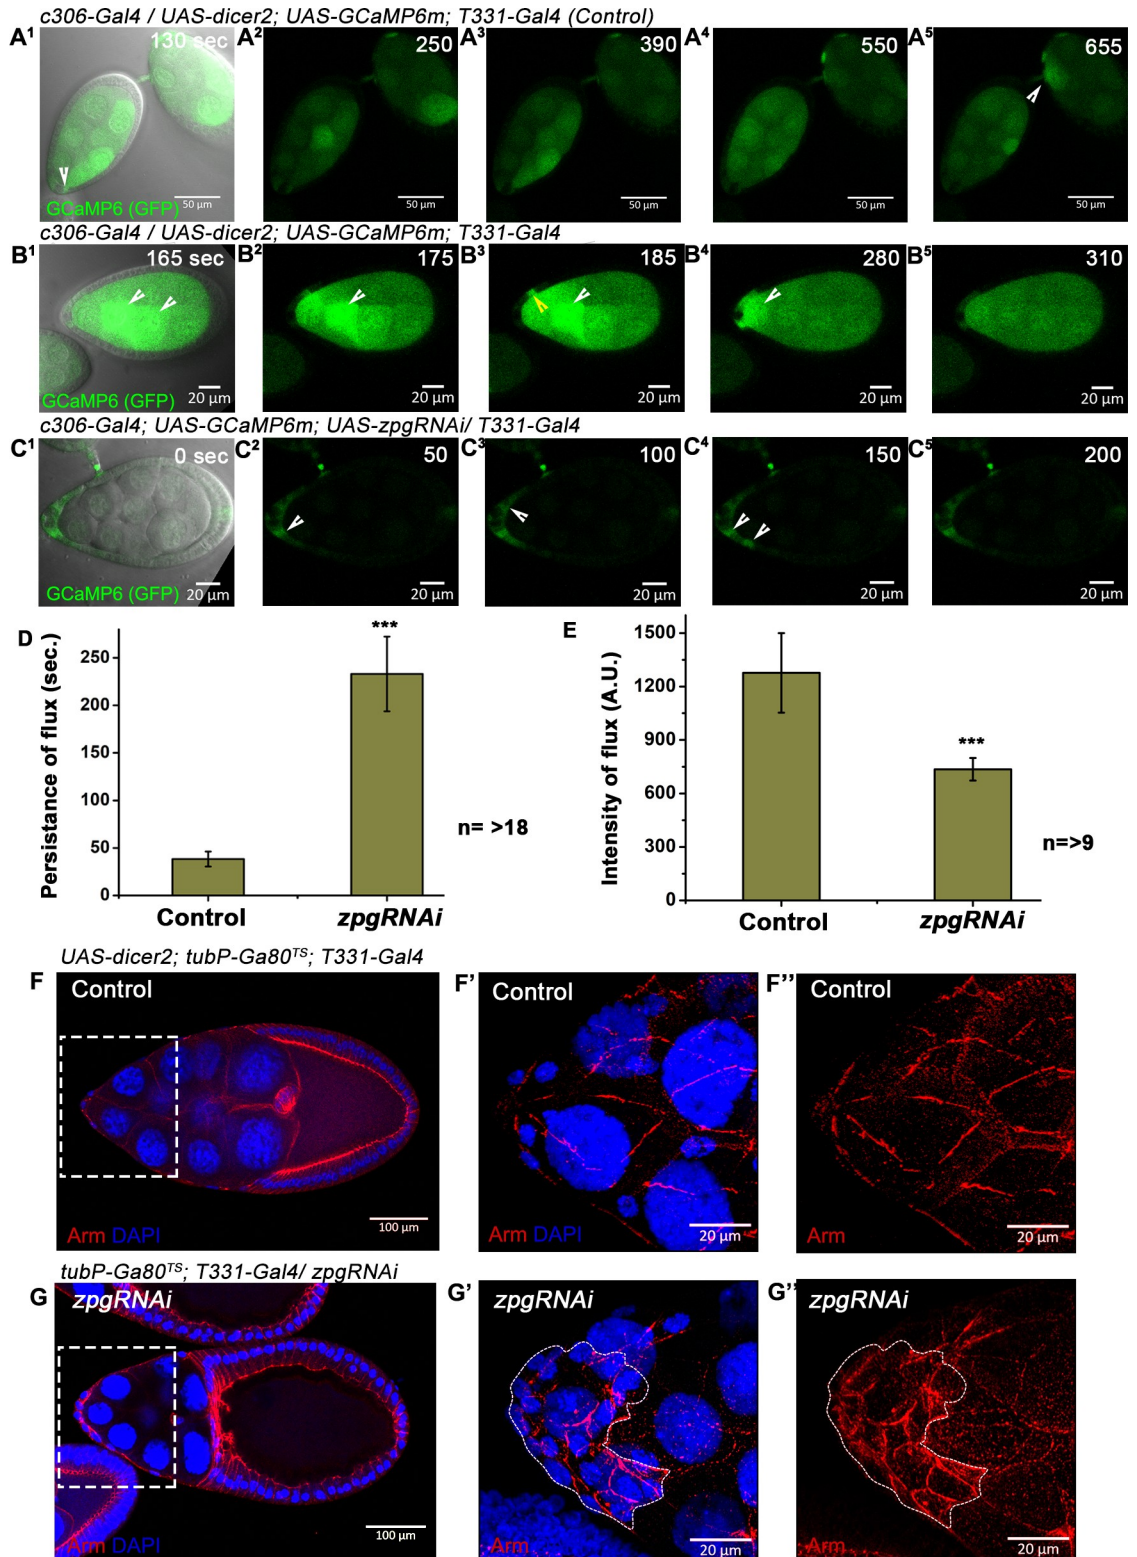 c306-Gal4 / UAS-dicer2; UAS-GCaMP6m; T331-Gal4 (Control)
A1 130 sec A2 250 A3 390 A4 550 A5 655
GCaMP6 (GFP) 50 µm 50 µm 50 µm 50 µm 50 µm
c306-Gal4 / UAS-dicer2; UAS-GCaMP6m; T331-Gal4
B1 165 sec B2 175 B3 185 B4 280 B5 310
GCaMP6 (GFP) 20 µm 20 µm 20 µm 20 µm 20 µm
c306-Gal4; UAS-GCaMP6m; UAS-zpgRNAi/ T331-Gal4
C1 0 sec C2 50 C3 100 C4 150 C5 200
GCaMP6 (GFP) 20 µm 20 µm 20 µm 20 µm 20 µm
D
Persistance of flux (sec.)
250
200
150
100
50
0
***
n= >18
Control zpgRNAi
E
Intensity of flux (A.U.)
1500
1200
900
600
300
0
***
n=>9
Control zpgRNAi
UAS-dicer2; tubP-Ga80TS; T331-Gal4
F Control F' Control F'' Control
Arm DAPI 100 µm Arm DAPI 20 µm Arm 20 µm
tubP-Ga80TS; T331-Gal4/ zpgRNAi
G zpgRNAi G' zpgRNAi G'' zpgRNAi
Arm DAPI 100 µm Arm DAPI 20 µm Arm 20 µm